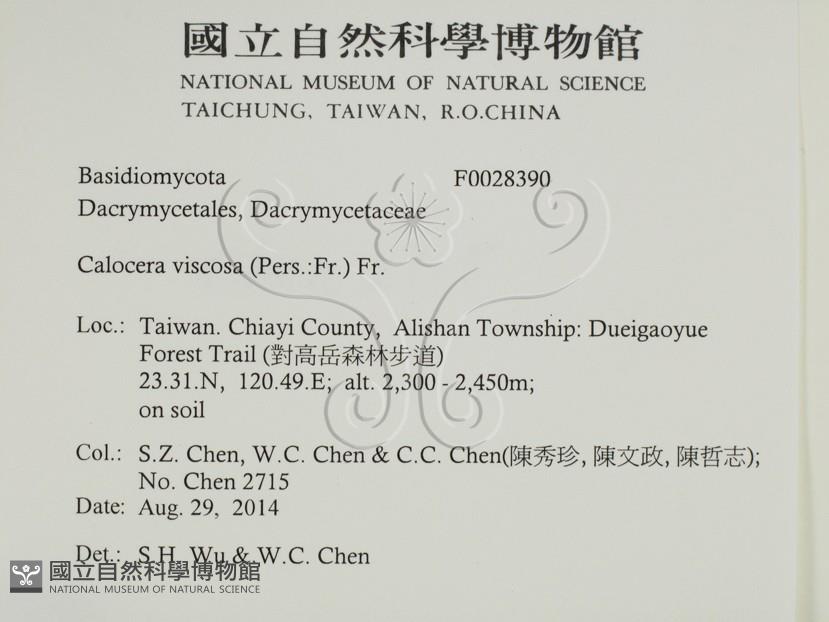 國立自然科學博物館
NATIONAL MUSEUM OF NATURAL SCIENCE
TAICHUNG, TAIWAN, R.O.CHINA
Basidiomycota F0028390
Dacrymycetales, Dacrymycetaceae
Calocera viscosa (Pers.:Fr.) Fr.
Loc.: Taiwan. Chiayi County, Alishan Township: Dueigaoyue
Forest Trail (對高岳森林步道)
23.31.N, 120.49.E; alt. 2,300 - 2,450m;
on soil
Col.: S.Z. Chen, W.C. Chen & C.C. Chen(陳秀珍, 陳文政, 陳哲志);
No. Chen 2715
Date: Aug. 29, 2014
Det.: S.H. Wu & W.C. Chen
國立自然科學博物館
NATIONAL MUSEUM OF NATURAL SCIENCE